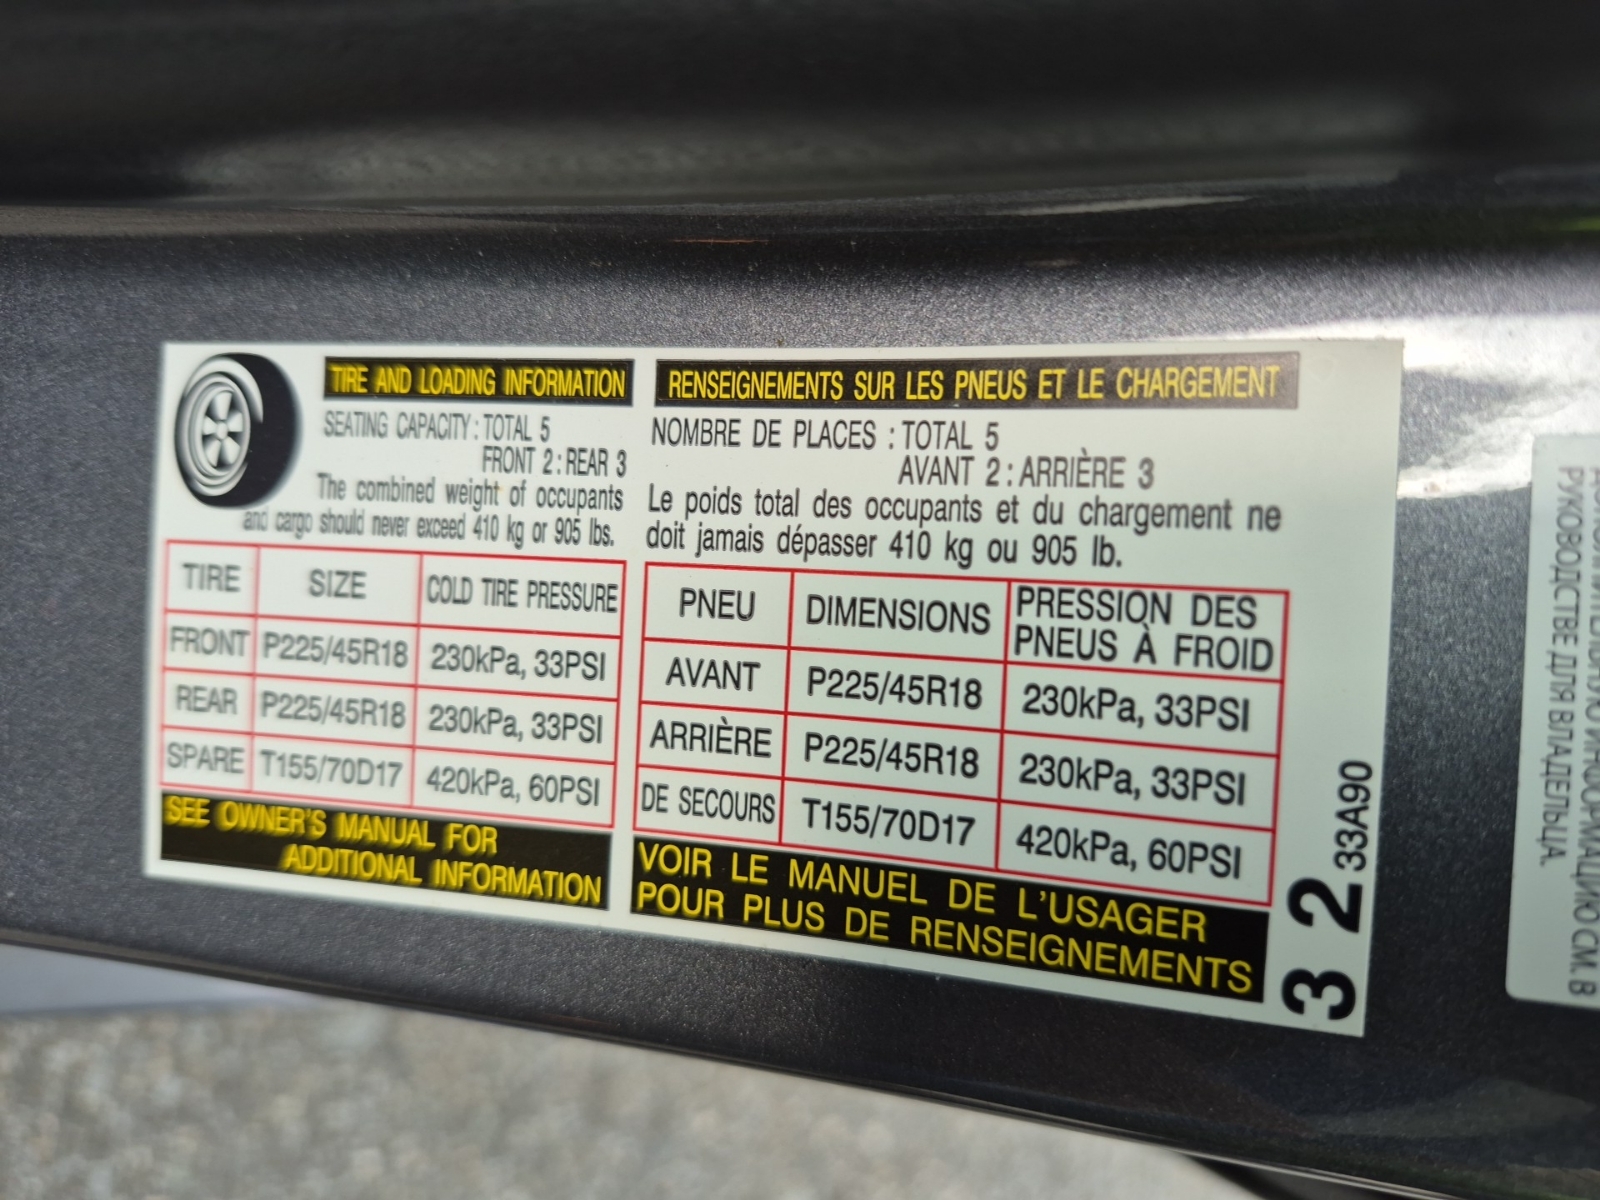 TIRE AND LOADING INFORMATION
SEATING CAPACITY : TOTAL 5
FRONT 2 : REAR 3
The combined weight of occupants
and cargo should never exceed 410 kg or 905 lbs.
TIRE SIZE COLD TIRE PRESSURE
FRONT P225/45R18 230kPa, 33PSI
REAR P225/45R18 230kPa, 33PSI
SPARE T155/70D17 420kPa, 60PSI
SEE OWNER'S MANUAL FOR
ADDITIONAL INFORMATION
RENSEIGNEMENTS SUR LES PNEUS ET LE CHARGEMENT
NOMBRE DE PLACES : TOTAL 5
AVANT 2 : ARRIÈRE 3
Le poids total des occupants et du chargement ne
doit jamais dépasser 410 kg ou 905 lb.
PNEU DIMENSIONS PRESSION DES
PNEUS À FROID
AVANT P225/45R18 230kPa, 33PSI
ARRIÈRE P225/45R18 230kPa, 33PSI
DE SECOURS T155/70D17 420kPa, 60PSI
VOIR LE MANUEL DE L'USAGER
POUR PLUS DE RENSEIGNEMENTS
3 2 33A90
ИНФОРМАЦИЮ СМ. В
РУКОВОДСТВЕ ДЛЯ ВЛАДЕЛЬЦА.